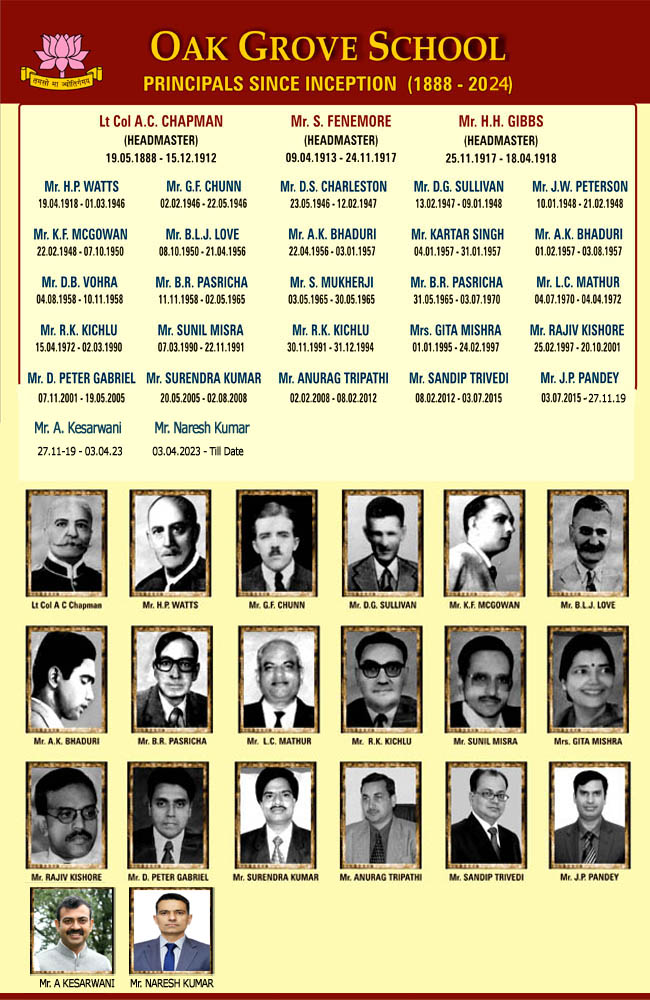 OAK GROVE SCHOOL
तमसो मा ज्योतिर्गमय
PRINCIPALS SINCE INCEPTION (1888 - 2024)
Lt Col A.C. CHAPMAN Mr. S. FENEMORE Mr. H.H. GIBBS
(HEADMASTER) (HEADMASTER) (HEADMASTER)
19.05.1888 - 15.12.1912 09.04.1913 - 24.11.1917 25.11.1917 - 18.04.1918
Mr. H.P. WATTS Mr. G.F. CHUNN Mr. D.S. CHARLESTON Mr. D.G. SULLIVAN Mr. J.W. PETERSON
19.04.1918 - 01.03.1946 02.02.1946 - 22.05.1946 23.05.1946 - 12.02.1947 13.02.1947 - 09.01.1948 10.01.1948 - 21.02.1948
Mr. K.F. MCGOWAN Mr. B.L.J. LOVE Mr. A.K. BHADURI Mr. KARTAR SINGH Mr. A.K. BHADURI
22.02.1948 - 07.10.1950 08.10.1950 - 21.04.1956 22.04.1956 - 03.01.1957 04.01.1957 - 31.01.1957 01.02.1957 - 03.08.1957
Mr. D.B. VOHRA Mr. B.R. PASRICHA Mr. S. MUKHERJI Mr. B.R. PASRICHA Mr. L.C. MATHUR
04.08.1958 - 10.11.1958 11.11.1958 - 02.05.1965 03.05.1965 - 30.05.1965 31.05.1965 - 03.07.1970 04.07.1970 - 04.04.1972
Mr. R.K. KICHLU Mr. SUNIL MISRA Mr. R.K. KICHLU Mrs. GITA MISHRA Mr. RAJIV KISHORE
15.04.1972 - 02.03.1990 07.03.1990 - 22.11.1991 30.11.1991 - 31.12.1994 01.01.1995 - 24.02.1997 25.02.1997 - 20.10.2001
Mr. D. PETER GABRIEL Mr. SURENDRA KUMAR Mr. ANURAG TRIPATHI Mr. SANDIP TRIVEDI Mr. J.P. PANDEY
07.11.2001 - 19.05.2005 20.05.2005 - 02.08.2008 02.02.2008 - 08.02.2012 08.02.2012 - 03.07.2015 03.07.2015 - 27.11.19
Mr. A. Kesarwani Mr. Naresh Kumar
27.11-19 - 03.04.23 03.04.2023 - Till Date
Lt Col A C Chapman Mr. H.P. WATTS Mr. G.F. CHUNN Mr. D.G. SULLIVAN Mr. K.F. MCGOWAN Mr. B.L.J. LOVE
Mr. A.K. BHADURI Mr. B.R. PASRICHA Mr. L.C. MATHUR Mr. R.K. KICHLU Mr. SUNIL MISRA Mrs. GITA MISHRA
Mr. RAJIV KISHORE Mr. D. PETER GABRIEL Mr. SURENDRA KUMAR Mr. ANURAG TRIPATHI Mr. SANDIP TRIVEDI Mr. J.P. PANDEY
Mr. A KESARWANI Mr. NARESH KUMAR